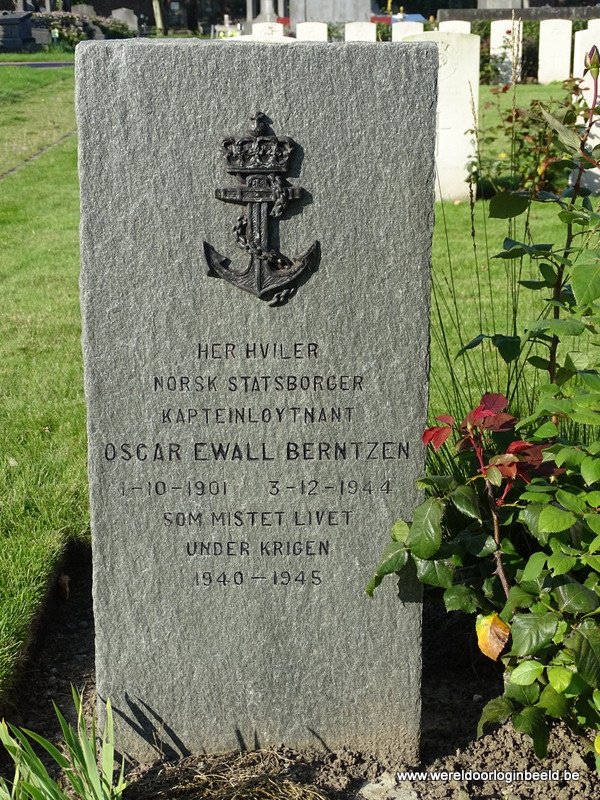 HER HVILER
NORSK STATSBORGER
KAPTEINLOYTNANT
OSCAR EWALL BERNTZEN
1-10-1901 3-12-1944
SOM MISTET LIVET
UNDER KRIGEN
1940-1945
www.wereldoorloginbeeld.be